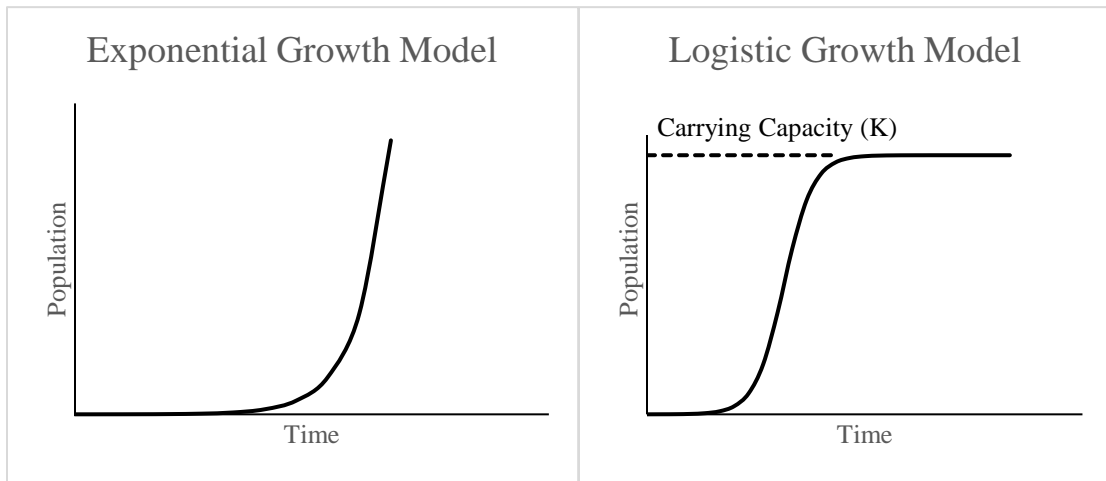 Exponential Growth Model
Population
Time
Logistic Growth Model
Carrying Capacity (K)
Population
Time